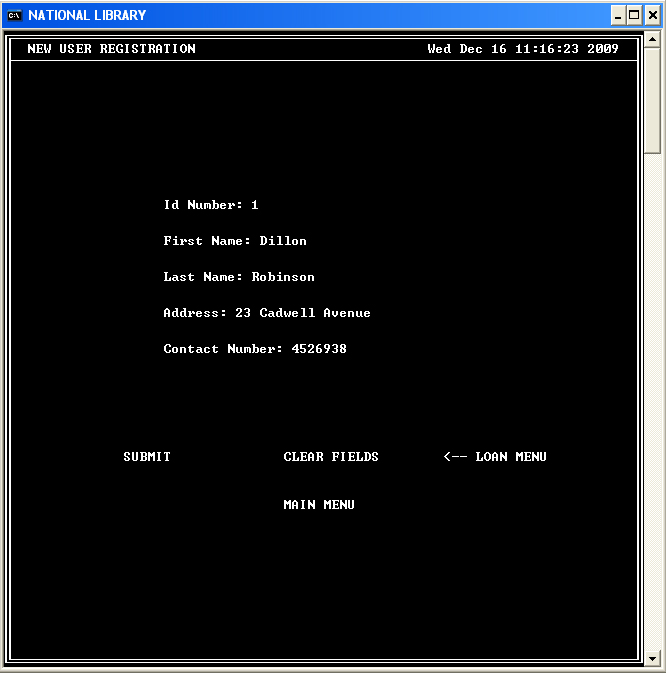 NATIONAL LIBRARY
NEW USER REGISTRATION Wed Dec 16 11:16:23 2009
Id Number: 1
First Name: Dillon
Last Name: Robinson
Address: 23 Cadwell Avenue
Contact Number: 4526938
SUBMIT CLEAR FIELDS <-- LOAN MENU
MAIN MENU